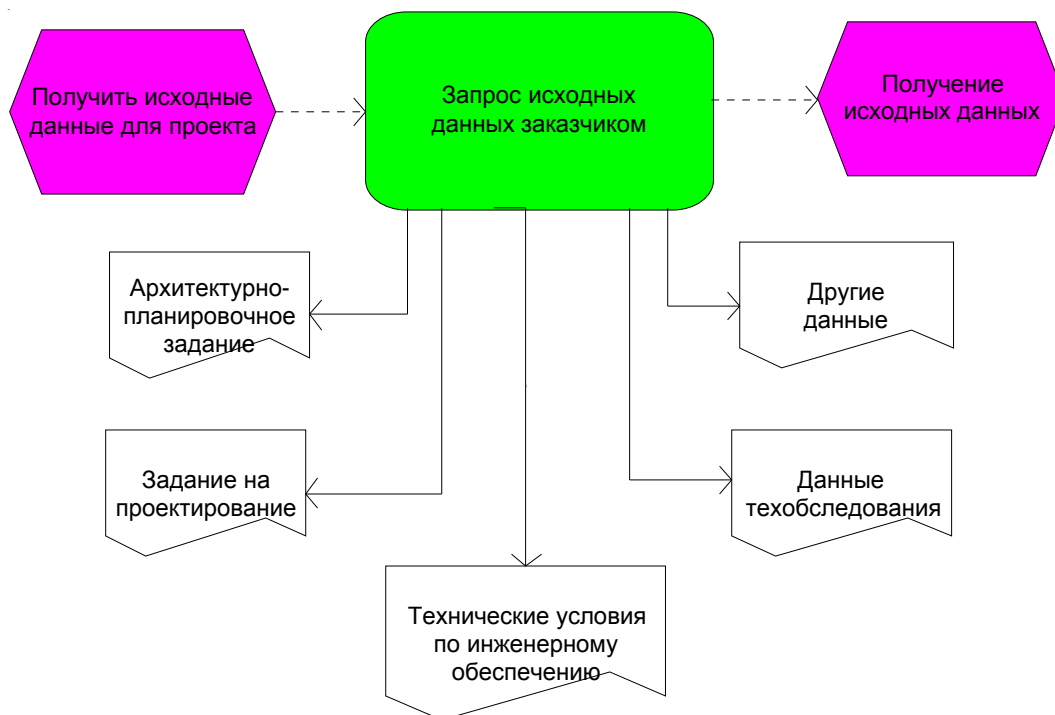 Получить исходные
данные для проекта
Запрос исходных
данных заказчиком
Получение
исходных данных
Архитектурно-
планировочное
задание
Другие
данные
Задание на
проектирование
Данные
техобследования
Технические условия
по инженерному
обеспечению